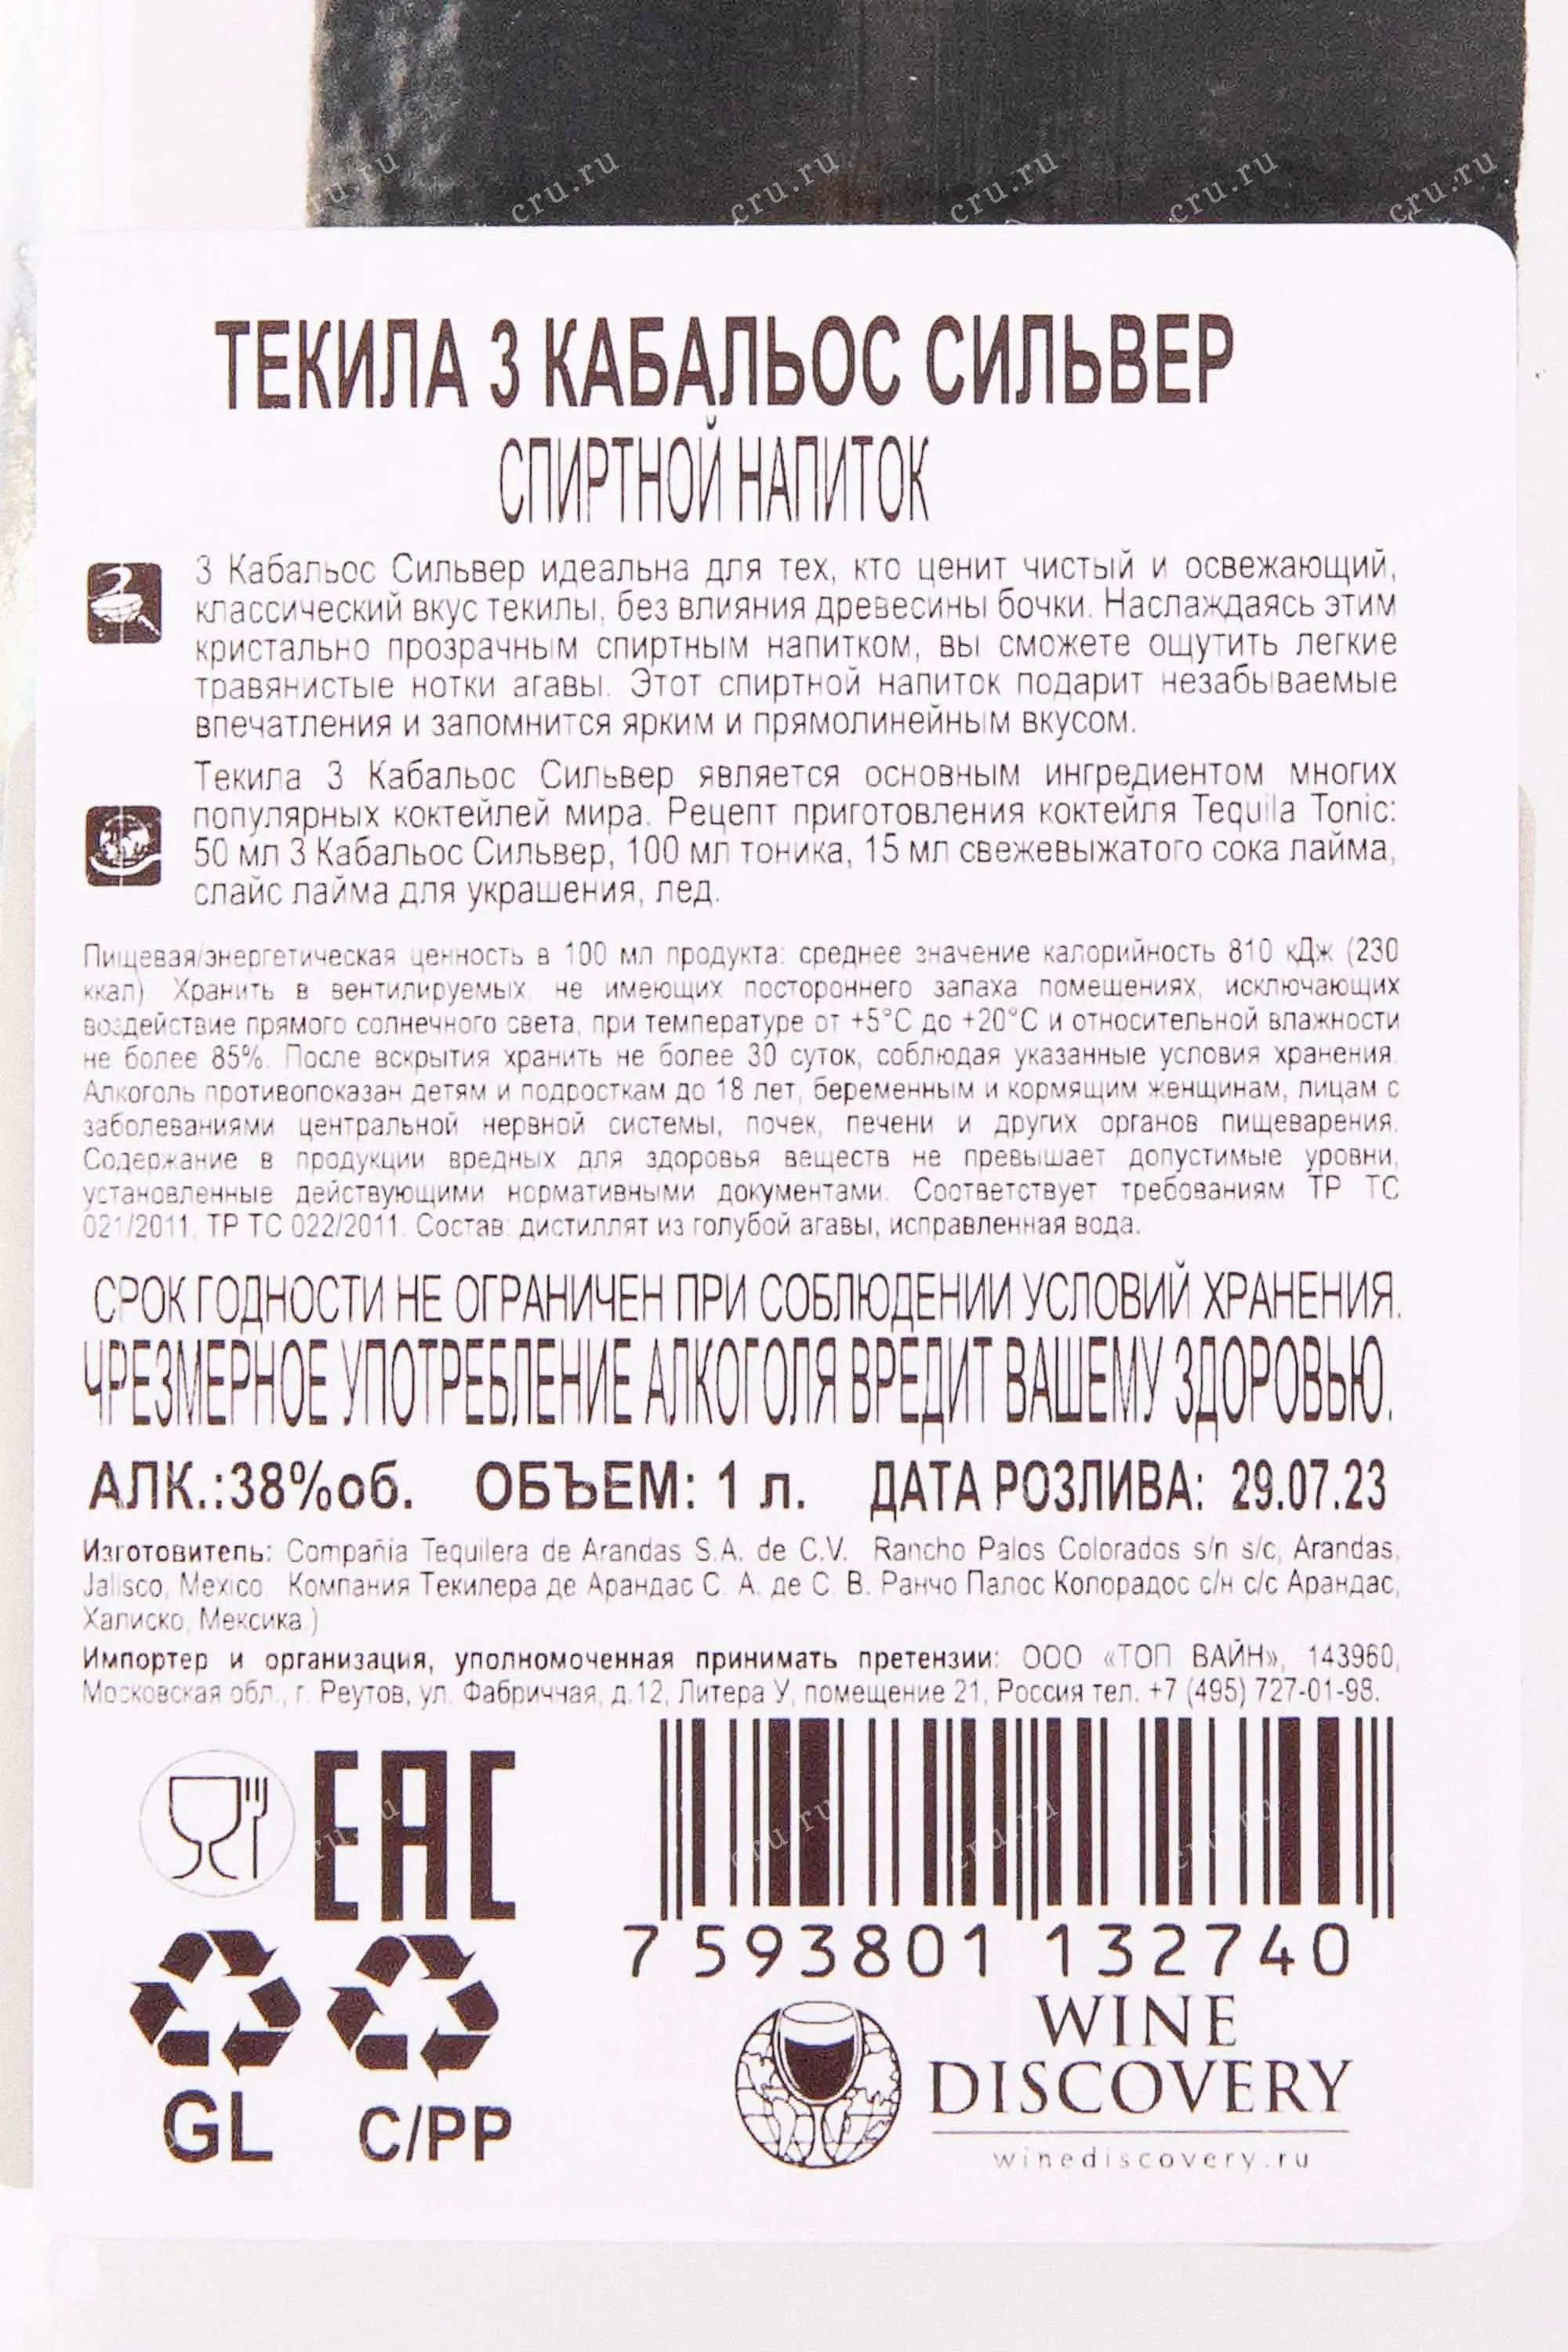 ТЕКИЛА 3 КАБАЛЬОС СИЛЬВЕР
СПИРТНОЙ НАПИТОК
3 Кабальос Сильвер идеальна для тех, кто ценит чистый и освежающий,
классический вкус текилы, без влияния древесины бочки. Наслаждаясь этим
кристально прозрачным спиртным напитком, вы сможете ощутить легкие
травянистые нотки агавы. Этот спиртной напиток подарит незабываемые
впечатления и запомнится ярким и прямолинейным вкусом.
Текила 3 Кабальос Сильвер является основным ингредиентом многих
популярных коктейлей мира. Рецепт приготовления коктейля Tequila Tonic:
50 мл 3 Кабальос Сильвер, 100 мл тоника, 15 мл свежевыжатого сока лайма,
слайс лайма для украшения, лед.
Пищевая/энергетическая ценность в 100 мл продукта: среднее значение калорийность 810 кДж (230
ккал). Хранить в вентилируемых, не имеющих постороннего запаха помещениях, исключающих
воздействие прямого солнечного света, при температуре от +5°С до +20°С и относительной влажности
не более 85%. После вскрытия хранить не более 30 суток, соблюдая указанные условия хранения.
Алкоголь противопоказан детям и подросткам до 18 лет, беременным и кормящим женщинам, лицам с
заболеваниями центральной нервной системы, почек, печени и других органов пищеварения.
Содержание в продукции вредных для здоровья веществ не превышает допустимые уровни,
установленные действующими нормативными документами. Соответствует требованиям ТР ТС
021/2011, ТР ТС 022/2011. Состав: дистиллят из голубой агавы, исправленная вода.
СРОК ГОДНОСТИ НЕ ОГРАНИЧЕН ПРИ СОБЛЮДЕНИИ УСЛОВИЙ ХРАНЕНИЯ.
ЧРЕЗМЕРНОЕ УПОТРЕБЛЕНИЕ АЛКОГОЛЯ ВРЕДИТ ВАШЕМУ ЗДОРОВЬЮ.
АЛК.:38%об. ОБЪЕМ: 1 л. ДАТА РОЗЛИВА: 29.07.23
Изготовитель: Compañia Tequilera de Arandas S.A. de C.V. Rancho Palos Colorados s/n s/c, Arandas,
Jalisco, Mexico. Компания Текилера де Арандас С. А. де С. В. Ранчо Палос Колорадос с/н с/с Арандас,
Халиско, Мексика.)
Импортер и организация, уполномоченная принимать претензии: ООО «ТОП ВАЙН», 143960,
Московская обл., г. Реутов, ул. Фабричная, д.12, Литера У, помещение 21, Россия тел. +7 (495) 727-01-98.
EAC
7 593801 132740
GL C/PP
WINE
DISCOVERY
winediscovery.ru
cru.ru cru.ru cru.ru cru.ru cru.ru cru.ru